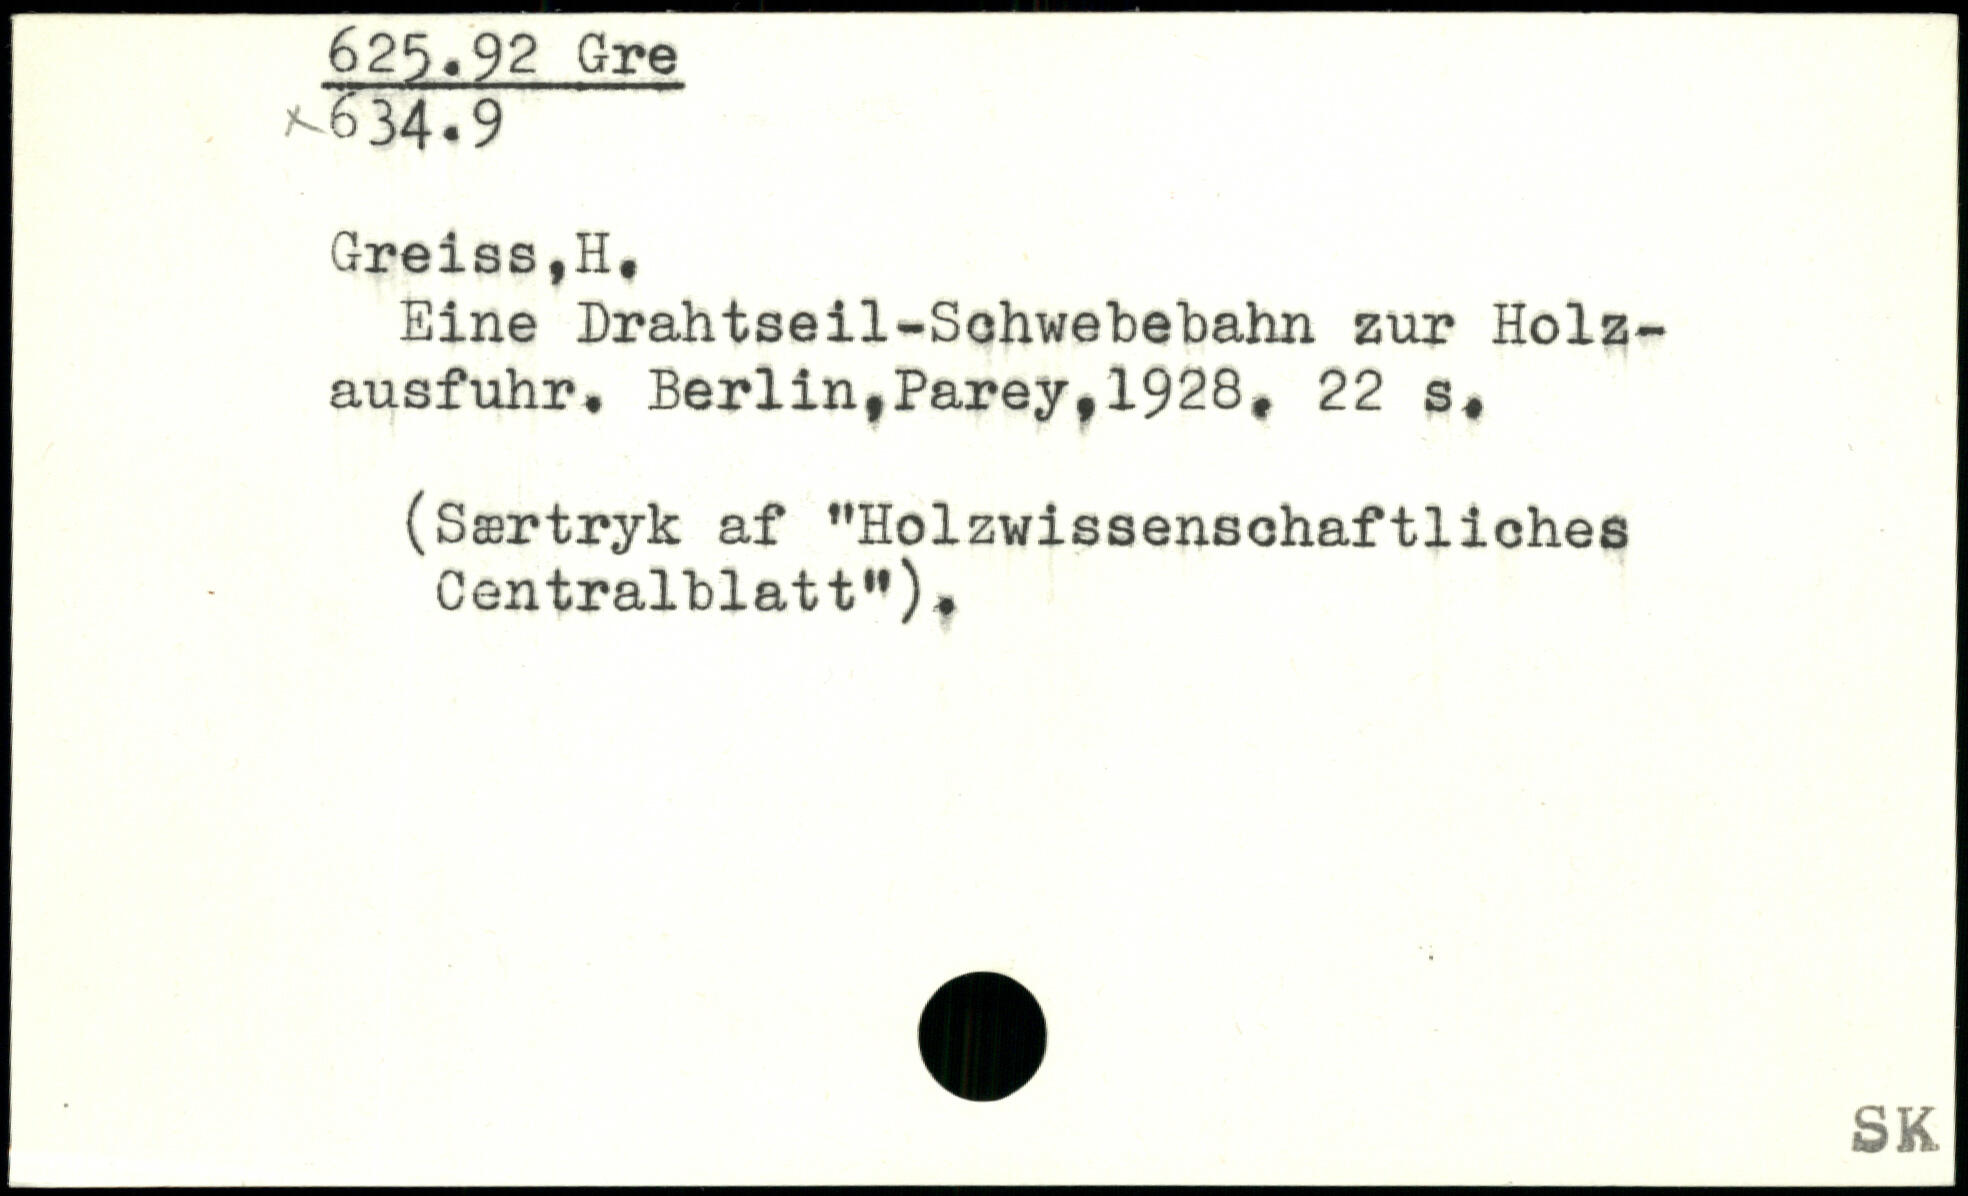 625.92 Gre
x634.9
Greiss,H.
Eine Drahtseil-Schwebebahn zur Holz-
ausfuhr. Berlin,Parey,1928. 22 s.
(Særtryk af "Holzwissenschaftliches
Centralblatt").
SK